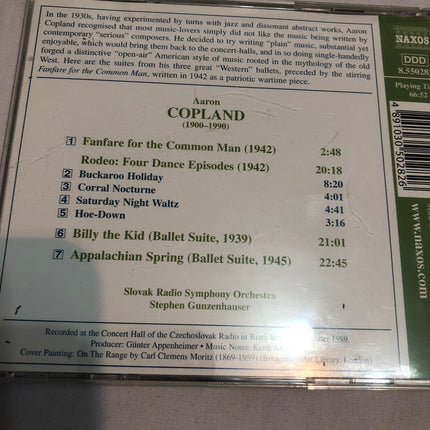 In the 1930s, having experimented by turns with jazz and dissonant abstract works, Aaron
Copland recognised that most music-lovers simply did not like the music being written by
contemporary "serious" composers. He decided to try writing "plain" music, substantial yet
enjoyable, which would bring them back to the concert-halls, and in so doing single-handedly
forged a distinctive "open-air" American style of music rooted in the mythology of the old
West. Here are the suites from his three great "Western" ballets, preceded by the stirring
Fanfare for the Common Man, written in 1942 as a patriotic wartime piece.
Aaron
COPLAND
(1900–1990)
1 Fanfare for the Common Man (1942) 2:48
Rodeo: Four Dance Episodes (1942) 20:18
2 Buckaroo Holiday 8:20
3 Corral Nocturne 4:01
4 Saturday Night Waltz 4:41
5 Hoe-Down 3:16
6 Billy the Kid (Ballet Suite, 1939) 21:01
7 Appalachian Spring (Ballet Suite, 1945) 22:45
Slovak Radio Symphony Orchestra
Stephen Gunzenhauser
Recorded at the Concert Hall of the Czechoslovak Radio in 1989.
Producer: Günter Appenheimer • Music Notes: Keith
Cover Painting: On The Range by Carl Clemens Moritz (1869-1959) Art Library, London)
NAXOS
DDD
8.55028
Playing
66:52
4 891030 502826
www.naxos.com